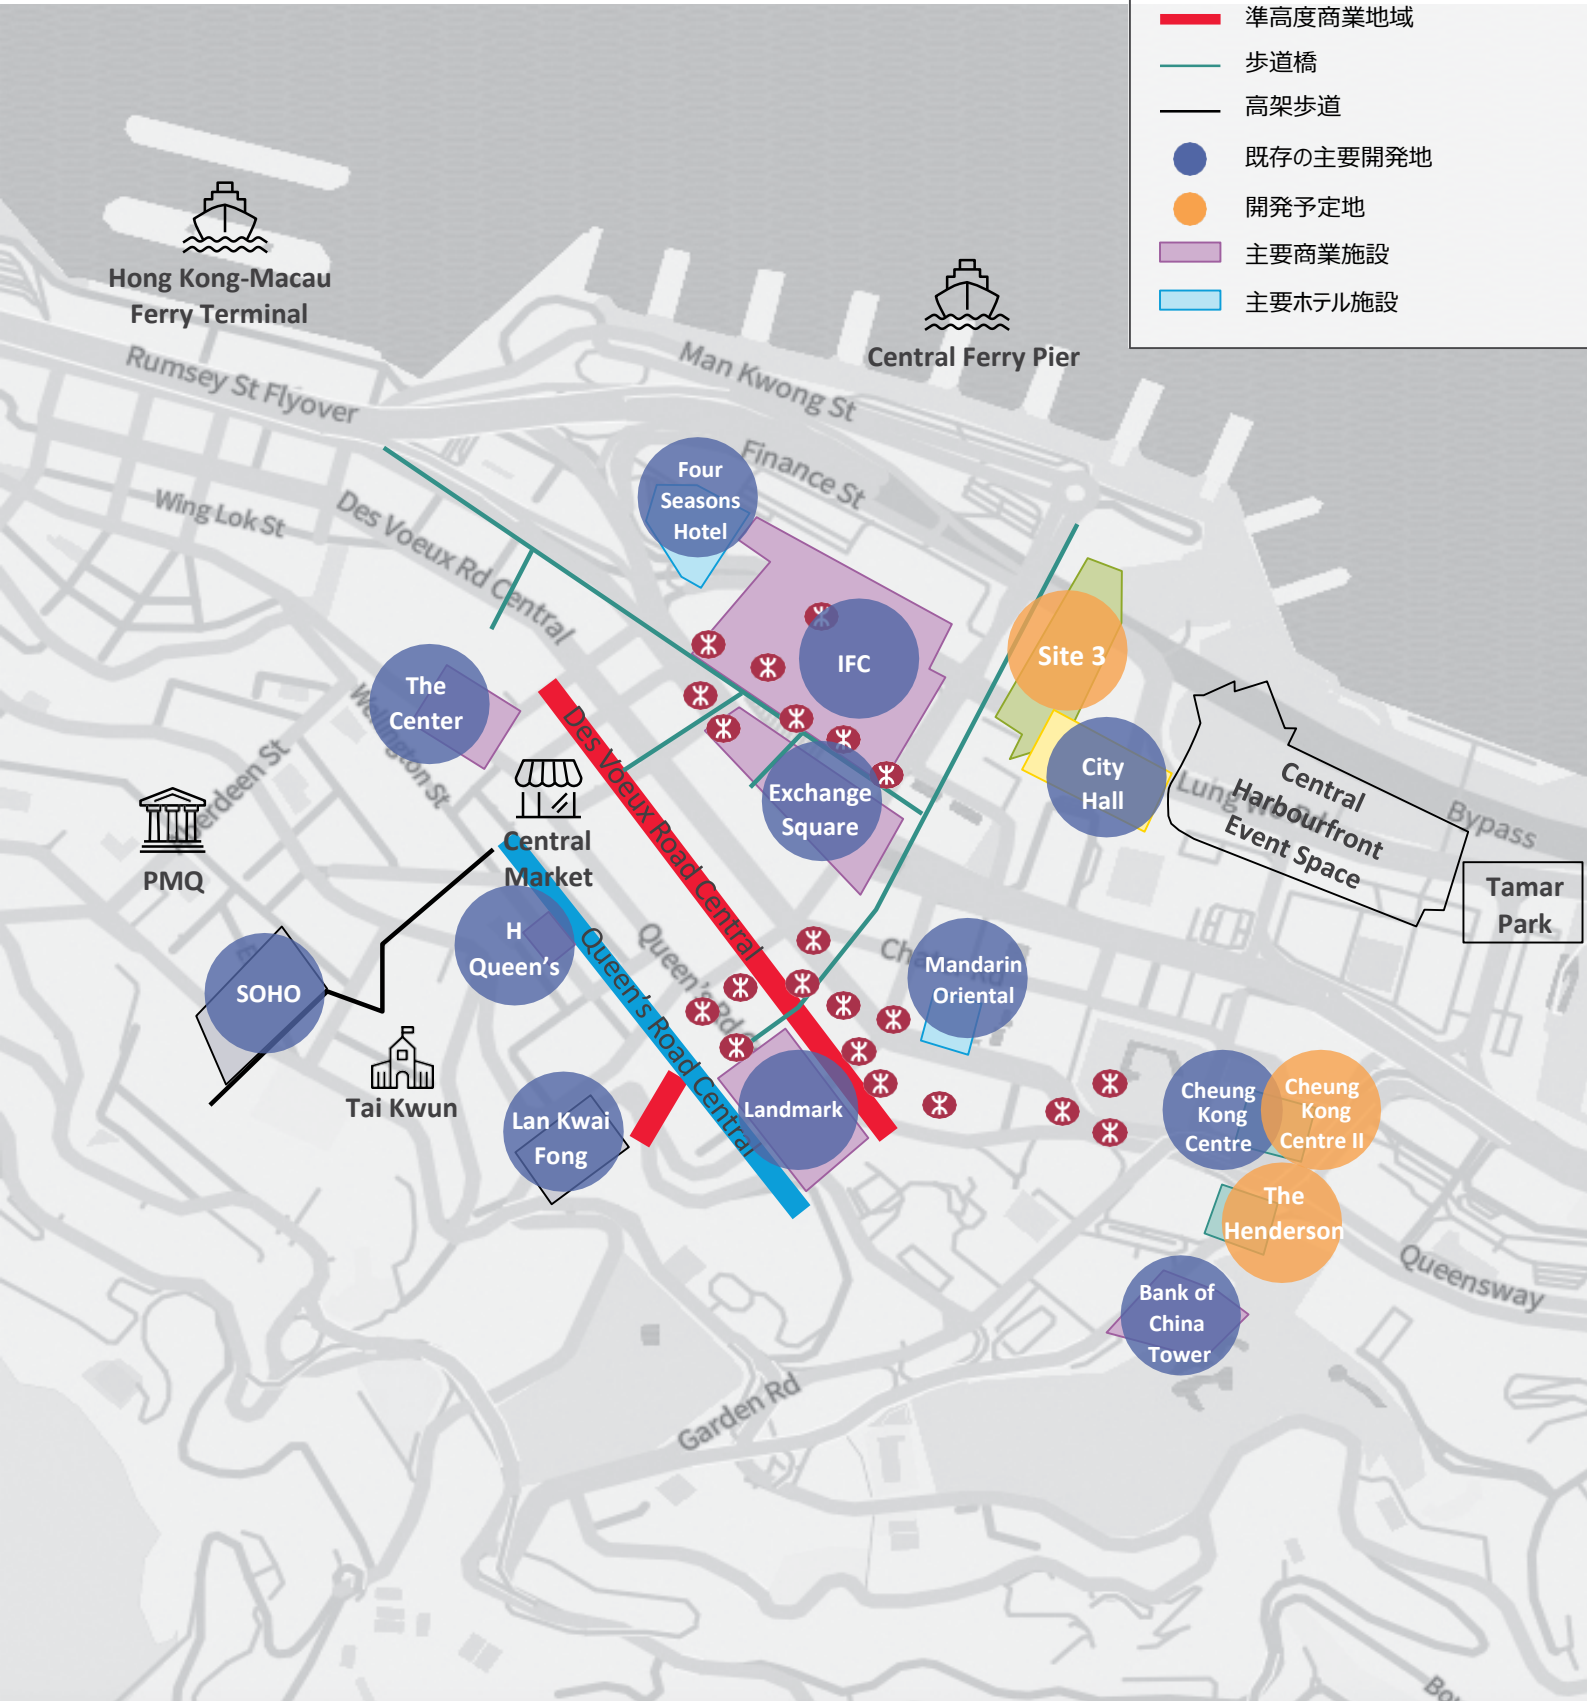 準高度商業地域
歩道橋
高架歩道
既存の主要開発地
開発予定地
主要商業施設
主要ホテル施設
Hong Kong-Macau
Ferry Terminal
Central Ferry Pier
Rumsey St Flyover
Man Kwong St
Finance St
Wing Lok St
Des Voeux Rd Central
Four
Seasons
Hotel
IFC
Site 3
The
Center
Wellington St
Des Voeux Road Central
Exchange
Square
City
Hall
Central
Harbourfront
Event Space
Bypass
Tamar
Park
PMQ
Central
Market
H
Queen's
Queen's Road Central
Mandarin
Oriental
SOHO
Tai Kwun
Lan Kwai
Fong
Landmark
Cheung
Kong
Centre
Cheung
Kong
Centre II
The
Henderson
Bank of
China
Tower
Queensway
Garden Rd